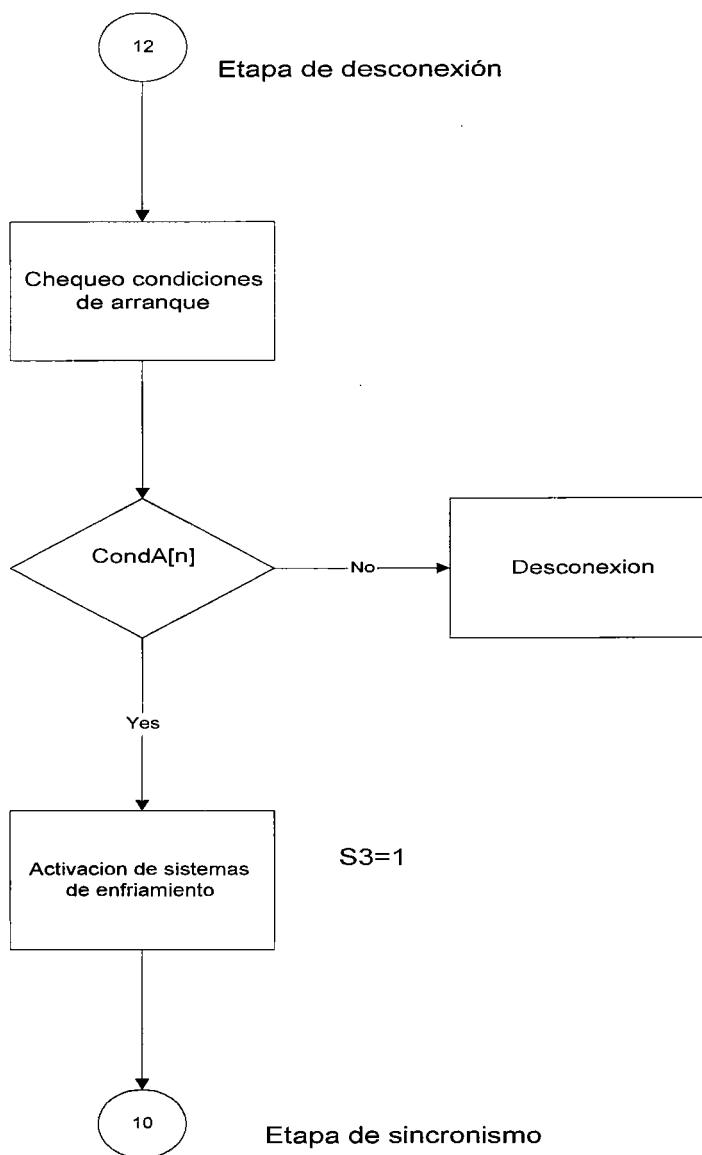 12
Etapa de desconexión
Chequeo condiciones
de arranque
CondA[n]
No
Desconexion
Yes
Activacion de sistemas
de enfriamiento
S3=1
10
Etapa de sincronismo